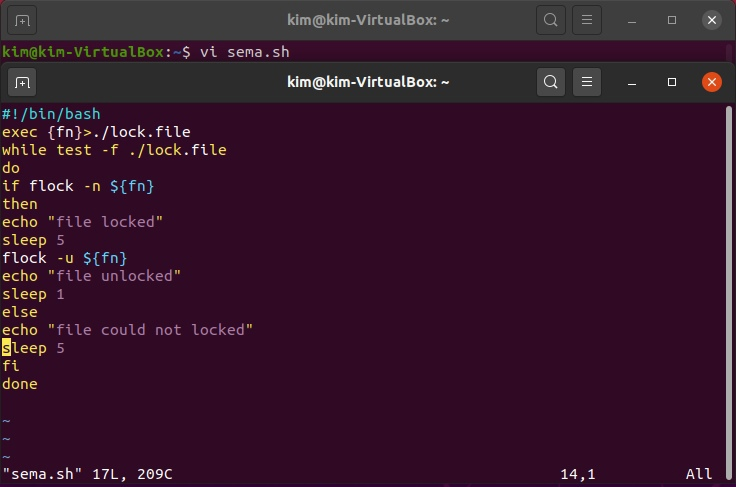 kim@kim-VirtualBox: ~
kim@kim-VirtualBox:~$ vi sema.sh
kim@kim-VirtualBox: ~
#!/bin/bash
exec {fn}>./lock.file
while test -f ./lock.file
do
if flock -n ${fn}
then
echo "file locked"
sleep 5
flock -u ${fn}
echo "file unlocked"
sleep 1
else
echo "file could not locked"
sleep 5
fi
done
~
~
~
"sema.sh" 17L, 209C 14,1 All